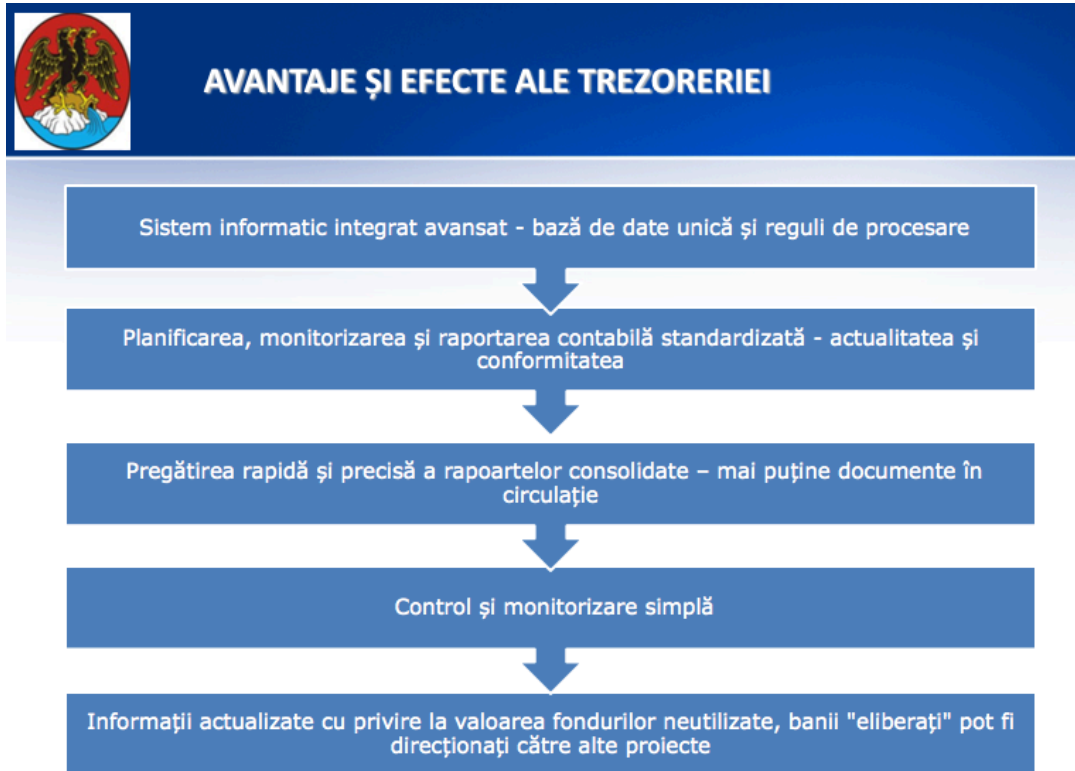 AVANTAJE ȘI EFECTE ALE TREZORERIEI
Sistem informatic integrat avansat - bază de date unică și reguli de procesare
Planificarea, monitorizarea și raportarea contabilă standardizată - actualitatea și
conformitatea
Pregătirea rapidă și precisă a rapoartelor consolidate – mai puține documente în
circulație
Control și monitorizare simplă
Informații actualizate cu privire la valoarea fondurilor neutilizate, banii "eliberați" pot fi
direcționați către alte proiecte